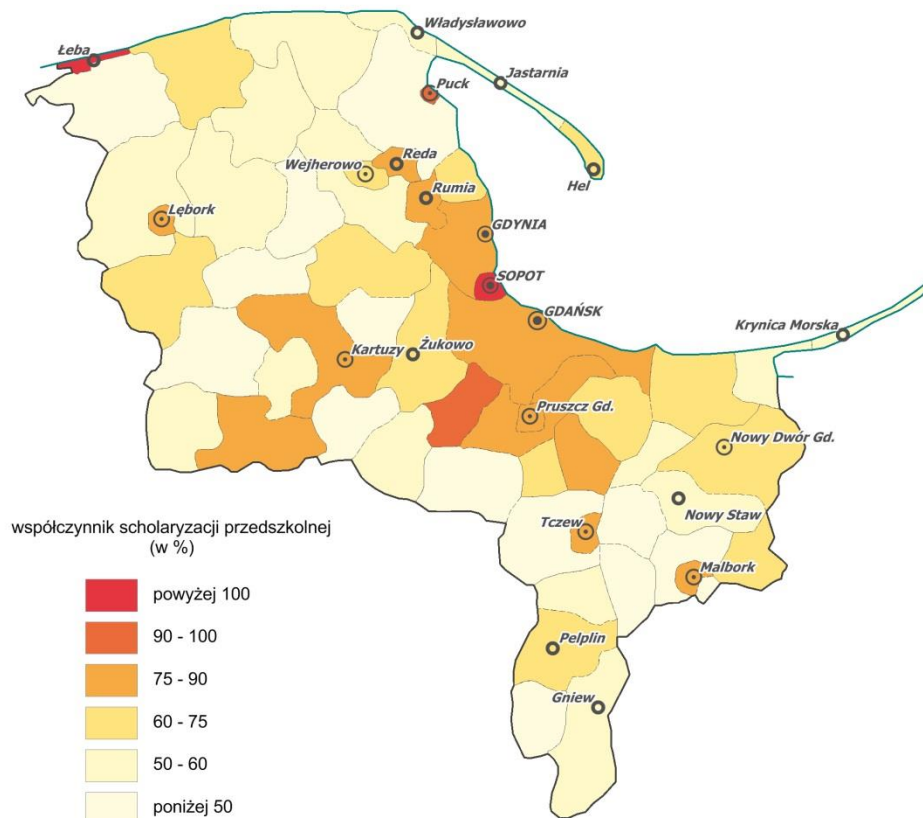 Władysławowo
Łeba
Jastarnia
Puck
Reda
Wejherowo
Hel
Rumia
Lębork
GDYNIA
SOPOT
GDAŃSK
Krynica Morska
Żukowo
Kartuzy
Pruszcz Gd.
Nowy Dwór Gd.
Nowy Staw
Tczew
Malbork
Pelplin
Gniew
współczynnik scholaryzacji przedszkolnej
(w %)
powyżej 100
90 - 100
75 - 90
60 - 75
50 - 60
poniżej 50